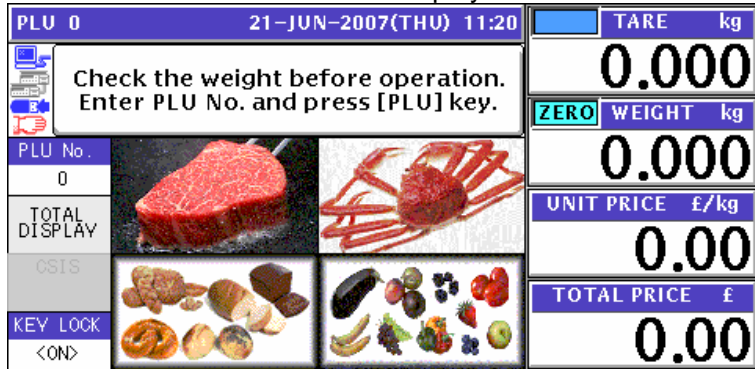 PLU 0 21-JUN-2007(THU) 11:20
Check the weight before operation.
Enter PLU No. and press [PLU] key.
PLU No.
0
TOTAL
DISPLAY
CSIS
KEY LOCK
<ON>
TARE kg
0.000
ZERO WEIGHT kg
0.000
UNIT PRICE £/kg
0.00
TOTAL PRICE £
0.00